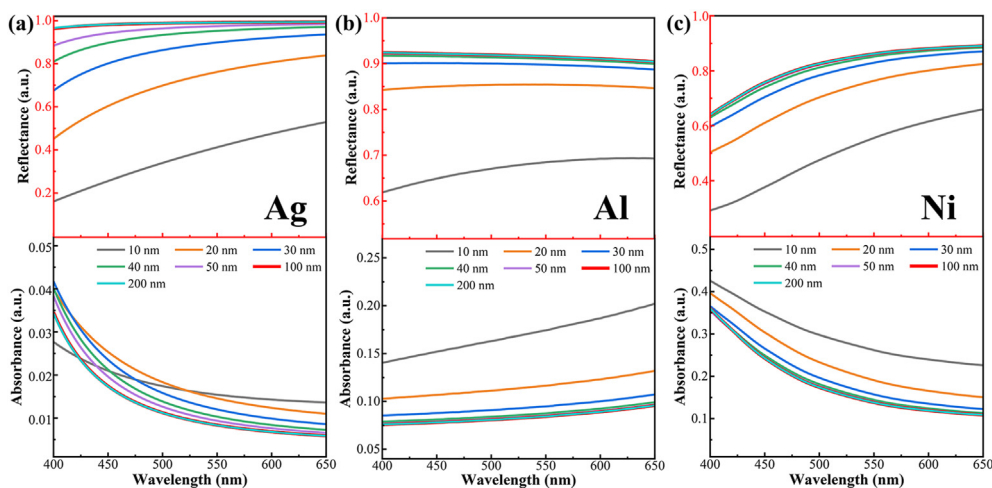 (a)
Reflectance (a.u.)
1.0
0.8
0.6
0.4
0.2
Ag
Absorbance (a.u.)
0.05
0.04
0.03
0.02
0.01
10 nm 20 nm 30 nm
40 nm 50 nm 100 nm
200 nm
400 450 500 550 600 650
Wavelength (nm)
(b)
Reflectance (a.u.)
1.0
0.9
0.8
0.7
0.6
Al
Absorbance (a.u.)
0.25
0.20
0.15
0.10
0.05
10 nm 20 nm 30 nm
40 nm 50 nm 100 nm
200 nm
400 450 500 550 600 650
Wavelength (nm)
(c)
Reflectance (a.u.)
1.0
0.8
0.6
0.4
Ni
Absorbance (a.u.)
0.5
0.4
0.3
0.2
0.1
10 nm 20 nm 30 nm
40 nm 50 nm 100 nm
200 nm
400 450 500 550 600 650
Wavelength (nm)